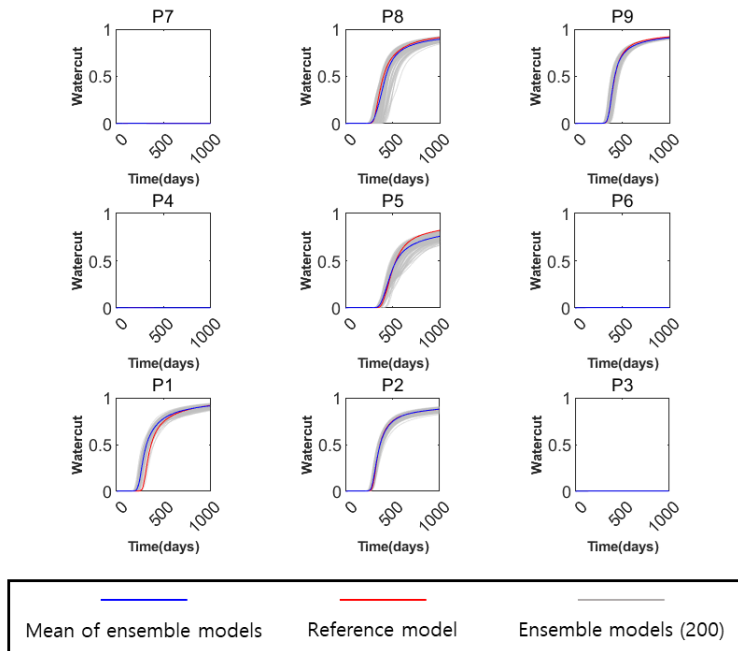 P7
P8
P9
Watercut
1
0.5
0
0
500
1000
Time(days)
Watercut
1
0.5
0
0
500
1000
Time(days)
Watercut
1
0.5
0
0
500
1000
Time(days)
P4
P5
P6
Watercut
1
0.5
0
0
500
1000
Time(days)
Watercut
1
0.5
0
0
500
1000
Time(days)
Watercut
1
0.5
0
0
500
1000
Time(days)
P1
P2
P3
Watercut
1
0.5
0
0
500
1000
Time(days)
Watercut
1
0.5
0
0
500
1000
Time(days)
Watercut
1
0.5
0
0
500
1000
Time(days)
Mean of ensemble models
Reference model
Ensemble models (200)